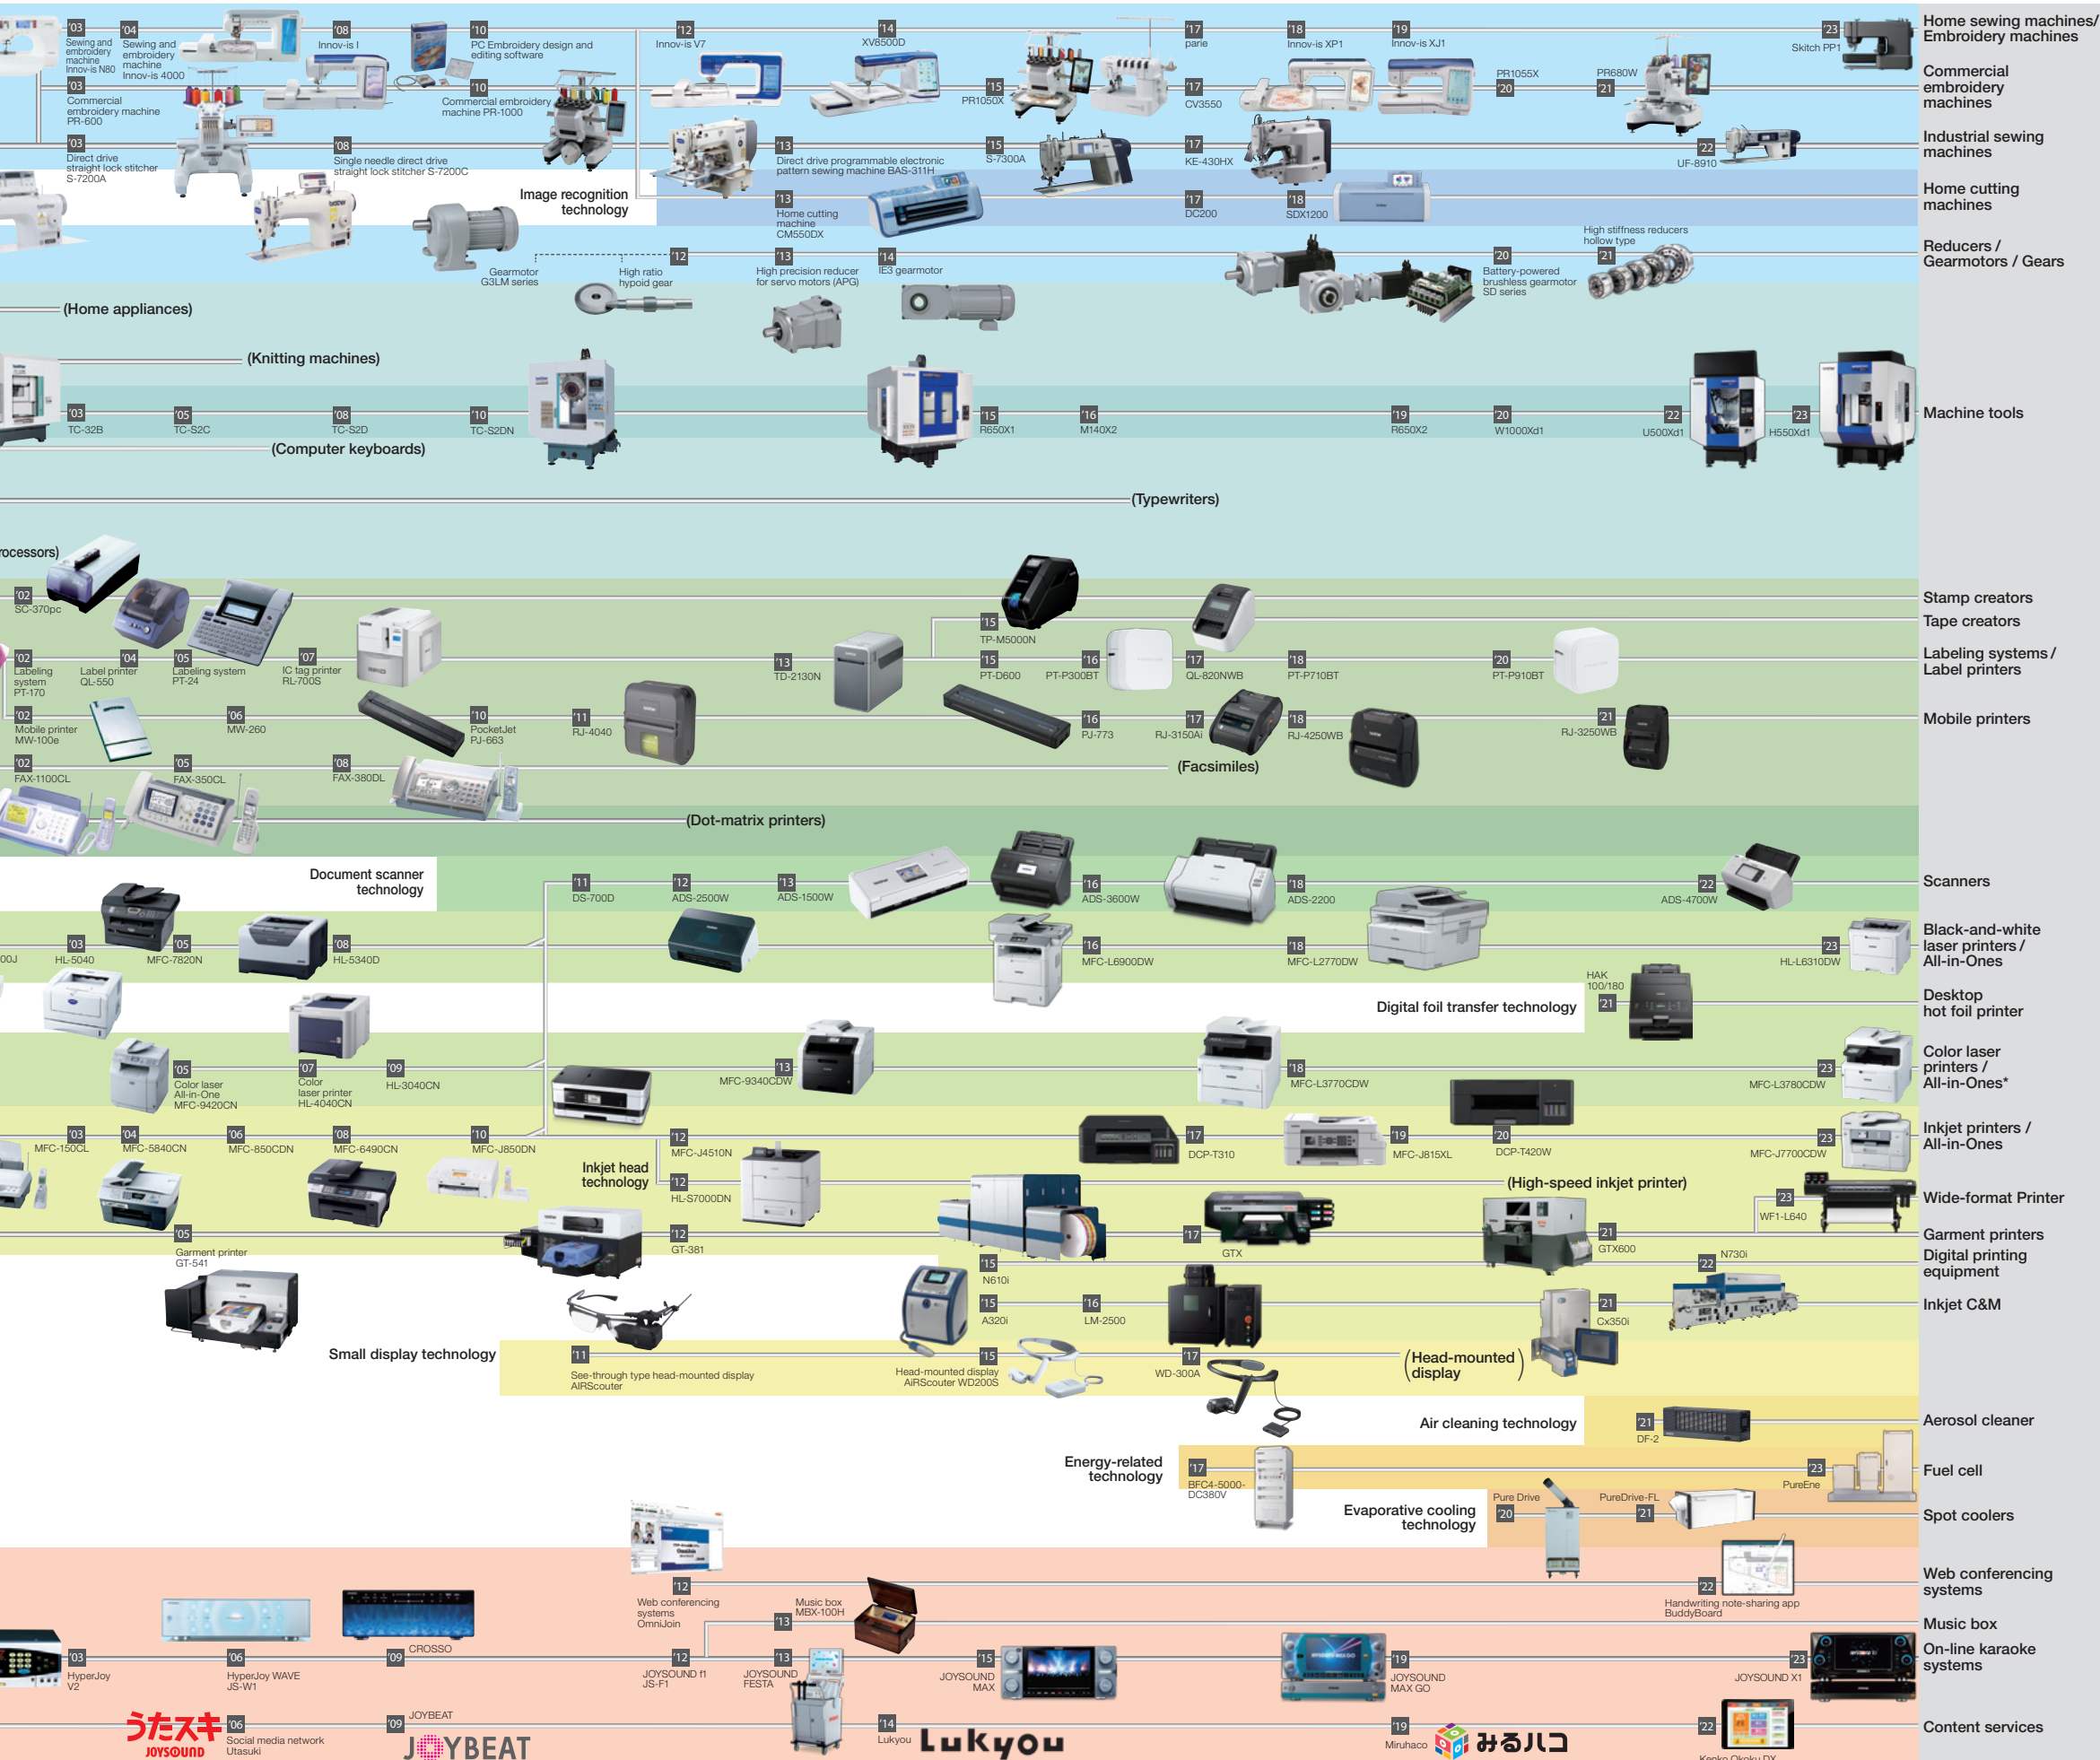 '03
Sewing and
embroidery
machine
Innov-is N80
'04
Sewing and
embroidery
machine
Innov-is 4000
'08
Innov-is I
'10
PC Embroidery design and
editing software
'12
Innov-is V7
'14
XV8500D
'17
parie
'18
Innov-is XP1
'19
Innov-is XJ1
'23
Skitch PP1
Home sewing machines/
Embroidery machines
'03
Commercial
embroidery machine
PR-600
'10
Commercial embroidery
machine PR-1000
'15
PR1050X
'17
CV3550
PR1055X
'20
PR680W
'21
Commercial
embroidery
machines
'03
Direct drive
straight lock stitcher
S-7200A
'08
Single needle direct drive
straight lock stitcher S-7200C
'13
Direct drive programmable electronic
pattern sewing machine BAS-311H
'15
S-7300A
'17
KE-430HX
'22
UF-8910
Industrial sewing
machines
Image recognition
technology
'13
Home cutting
machine
CM550DX
'17
DC200
'18
SDX1200
Home cutting
machines
Gearmotor
G3LM series
High ratio
hypoid gear
'12
'13
High precision reducer
for servo motors (APG)
'14
IE3 gearmotor
'20
Battery-powered
brushless gearmotor
SD series
High stiffness reducers
hollow type
'21
Reducers /
Gearmotors / Gears
(Home appliances)
(Knitting machines)
'03
TC-32B
'05
TC-S2C
'08
TC-S2D
'10
TC-S2DN
'15
R650X1
'16
M140X2
'19
R650X2
'20
W1000Xd1
'22
U500Xd1
'23
H550Xd1
Machine tools
(Computer keyboards)
(Typewriters)
rocessors)
'02
SC-370pc
Stamp creators
'15
TP-M5000N
Tape creators
'02
Labeling
system
PT-170
'04
Label printer
QL-550
'05
Labeling system
PT-24
'07
IC tag printer
RL-700S
'13
TD-2130N
'15
PT-D600
'16
PT-P300BT
'17
QL-820NWB
'18
PT-P710BT
'20
PT-P910BT
Labeling systems /
Label printers
'02
Mobile printer
MW-100e
'06
MW-260
'10
PocketJet
PJ-663
'11
RJ-4040
'16
PJ-773
'17
RJ-3150Ai
'18
RJ-4250WB
'21
RJ-3250WB
Mobile printers
'02
FAX-1100CL
'05
FAX-350CL
'08
FAX-380DL
(Facsimiles)
(Dot-matrix printers)
Document scanner
technology
'11
DS-700D
'12
ADS-2500W
'13
ADS-1500W
'16
ADS-3600W
'18
ADS-2200
'22
ADS-4700W
Scanners
00J
'03
HL-5040
'05
MFC-7820N
'08
HL-5340D
'16
MFC-L6900DW
'18
MFC-L2770DW
'23
HL-L6310DW
Black-and-white
laser printers /
All-in-Ones
Digital foil transfer technology
HAK
100/180
'21
Desktop
hot foil printer
'05
Color laser
All-in-One
MFC-9420CN
'07
Color
laser printer
HL-4040CN
'09
HL-3040CN
'13
MFC-9340CDW
'18
MFC-L3770CDW
'23
MFC-L3780CDW
Color laser
printers /
All-in-Ones*
'03
MFC-150CL
'04
MFC-5840CN
'06
MFC-850CDN
'08
MFC-6490CN
'10
MFC-J850DN
'12
MFC-J4510N
'17
DCP-T310
'19
MFC-J815XL
'20
DCP-T420W
'23
MFC-J7700CDW
Inkjet printers /
All-in-Ones
Inkjet head
technology
'12
HL-S7000DN
(High-speed inkjet printer)
'23
WF1-L640
Wide-format Printer
'05
Garment printer
GT-541
'12
GT-381
'17
GTX
'21
GTX600
Garment printers
'15
N610i
'22
N730i
Digital printing
equipment
'15
A320i
'16
LM-2500
'21
Cx350i
Inkjet C&M
Small display technology
'11
See-through type head-mounted display
AiRScouter
'15
Head-mounted display
AiRScouter WD200S
'17
WD-300A
(Head-mounted
display)
Air cleaning technology
'21
DF-2
Aerosol cleaner
Energy-related
technology
'17
BFC4-5000-
DC380V
'23
PureEne
Fuel cell
Evaporative cooling
technology
Pure Drive
'20
PureDrive-FL
'21
Spot coolers
'12
Web conferencing
systems
OmniJoin
'22
Handwriting note-sharing app
BuddyBoard
Web conferencing
systems
Music box
MBX-100H
'13
Music box
'03
HyperJoy
V2
'06
HyperJoy WAVE
JS-W1
'09
CROSSO
'12
JOYSOUND f1
JS-F1
'13
JOYSOUND
FESTA
'15
JOYSOUND
MAX
'19
JOYSOUND
MAX GO
'23
JOYSOUND X1
On-line karaoke
systems
うたスキ
JOYSOUND
'06
Social media network
Utasuki
'09
JOYBEAT
JOYBEAT
'14
Lukyou
Lukyou
'19
Miruhaco
みるハコ
'22
Kenko Okoku DX
Content services